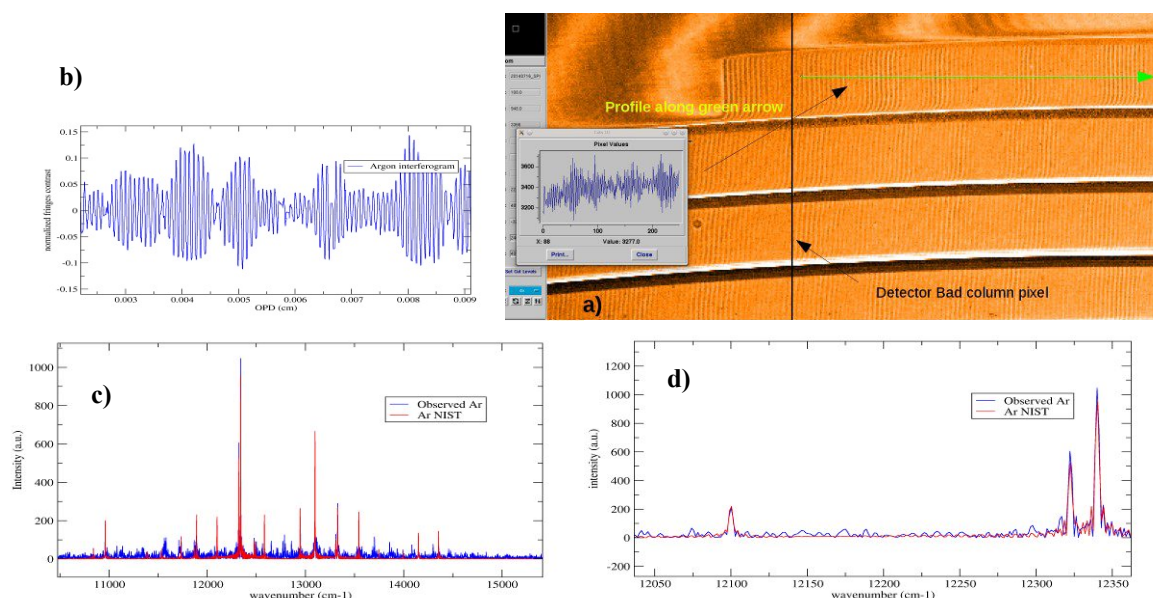 b)
0.15
0.1
0.05
0
-0.05
-0.1
-0.15
normalized fringes contrast
Argon interferogram
0.003
0.004
0.005
0.006
0.007
0.008
0.009
OPD (cm)
Profile along green arrow
Pixel Values
3600
3400
3200
0
100
200
X: 88
Value: 3277.0
Print..
Close
a)
Detector Bad column pixel
c)
1000
800
600
400
200
0
Intensity (a.u.)
Observed Ar
Ar NIST
11000
12000
13000
14000
15000
wavenumber (cm-1)
d)
1200
1000
800
600
400
200
0
-200
intensity (a.u.)
Observed Ar
Ar NIST
12050
12100
12150
12200
12250
12300
12350
wavenumber (cm-1)